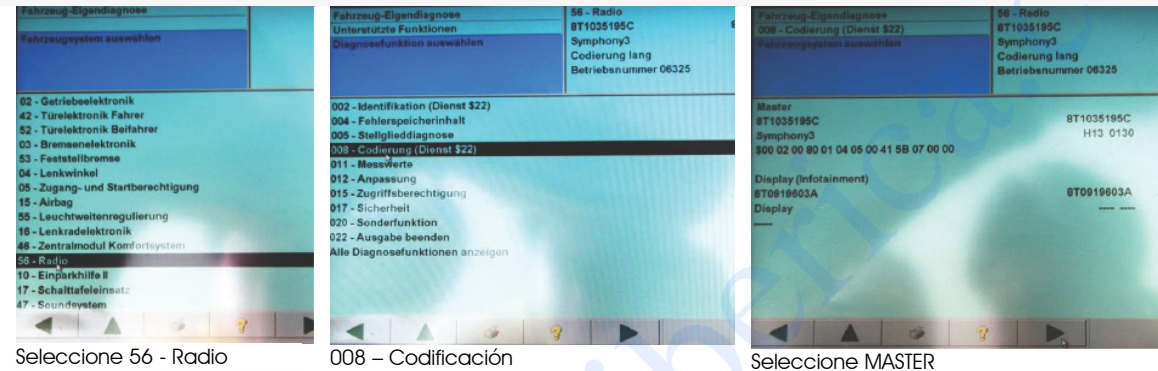 Fahrzeug-Eigendiagnose
Fahrzeugsystem auswählen
02 - Getriebeelektronik
42 - Türelektronik Fahrer
52 - Türelektronik Beifahrer
03 - Bremsenelektronik
53 - Feststellbremse
04 - Lenkwinkel
05 - Zugang- und Startberechtigung
15 - Airbag
55 - Leuchtweitenregulierung
16 - Lenkradelektronik
46 - Zentralmodul Komfortsystem
56 - Radio
10 - Einparkhilfe II
17 - Schalttafeleinsatz
47 - Soundsystem
?
Seleccione 56 - Radio
Fahrzeug-Eigendiagnose
Unterstützte Funktionen
Diagnosefunktion auswählen
56 - Radio
8T1035195C
Symphony3
Codierung lang
Betriebsnummer 06325
002 - Identifikation (Dienst $22)
004 - Fehlerspeicherinhalt
005 - Stellglieddiagnose
008 - Codierung (Dienst $22)
011 - Messwerte
012 - Anpassung
015 - Zugriffsberechtigung
017 - Sicherheit
020 - Sonderfunktion
022 - Ausgabe beenden
Alle Diagnosefunktionen anzeigen
?
008 – Codificación
Fahrzeug-Eigendiagnose
008 - Codierung (Dienst $22)
Fahrzeugsystem auswählen
56 - Radio
8T1035195C
Symphony3
Codierung lang
Betriebsnummer 06325
Master
8T1035195C 8T1035195C
Symphony3 H13 0130
$00 02 00 80 01 04 05 00 41 5B 07 00 00
Display (Infotainment)
8T0919603A 8T0919603A
Display ---- ----
----
?
Seleccione MASTER